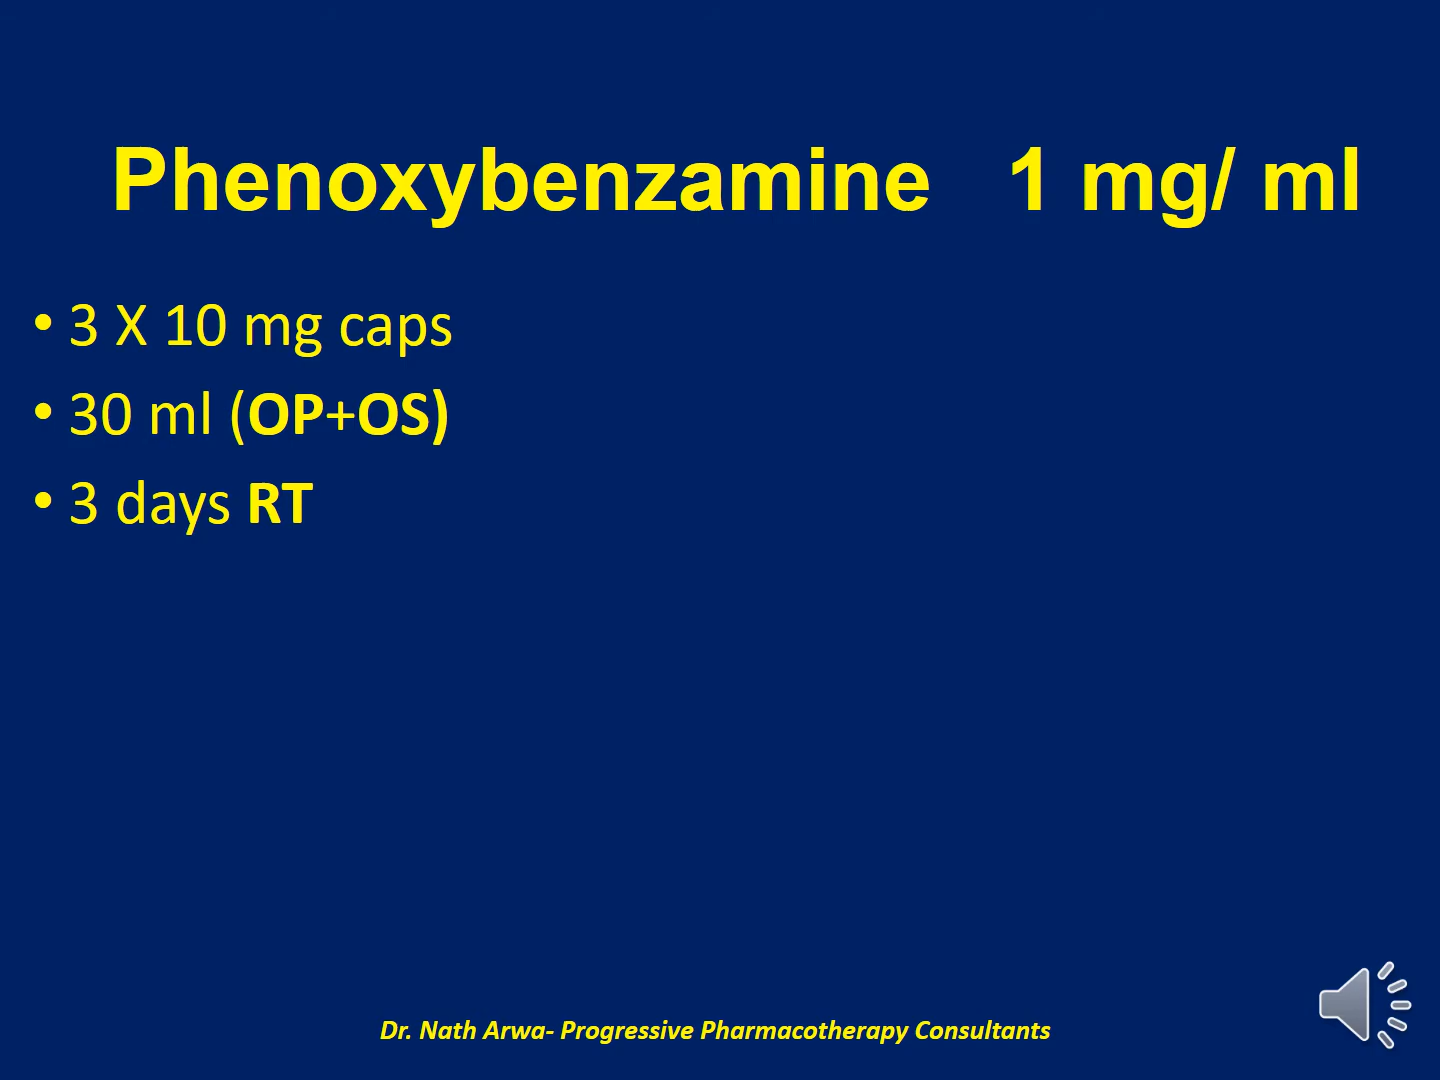 Phenoxybenzamine 1 mg/ ml
• 3 X 10 mg caps
• 30 ml (OP+OS)
• 3 days RT
Dr. Nath Arwa- Progressive Pharmacotherapy Consultants